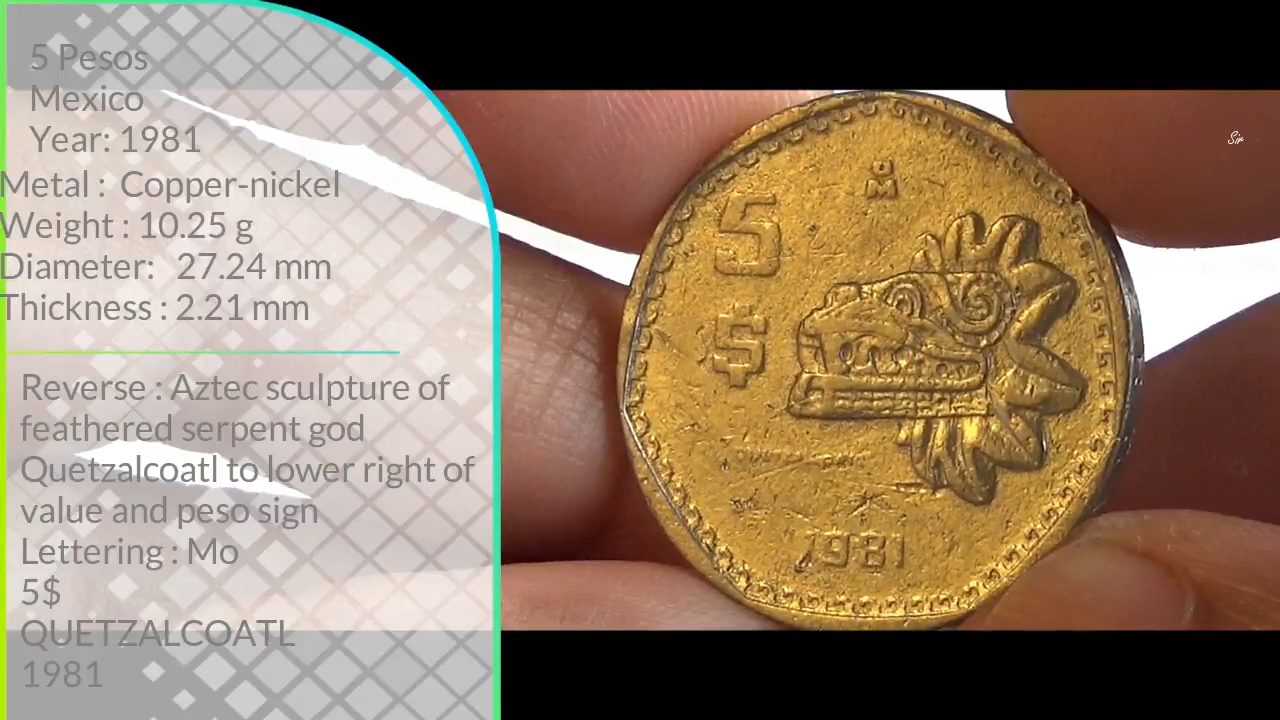 5 Pesos
Mexico
Year: 1981
Metal : Copper-nickel
Weight : 10.25 g
Diameter: 27.24 mm
Thickness : 2.21 mm
Reverse : Aztec sculpture of
feathered serpent god
Quetzalcoatl to lower right of
value and peso sign
Lettering : Mo
5$
QUETZALCOATL
1981
Sir
oM
5
$
1981